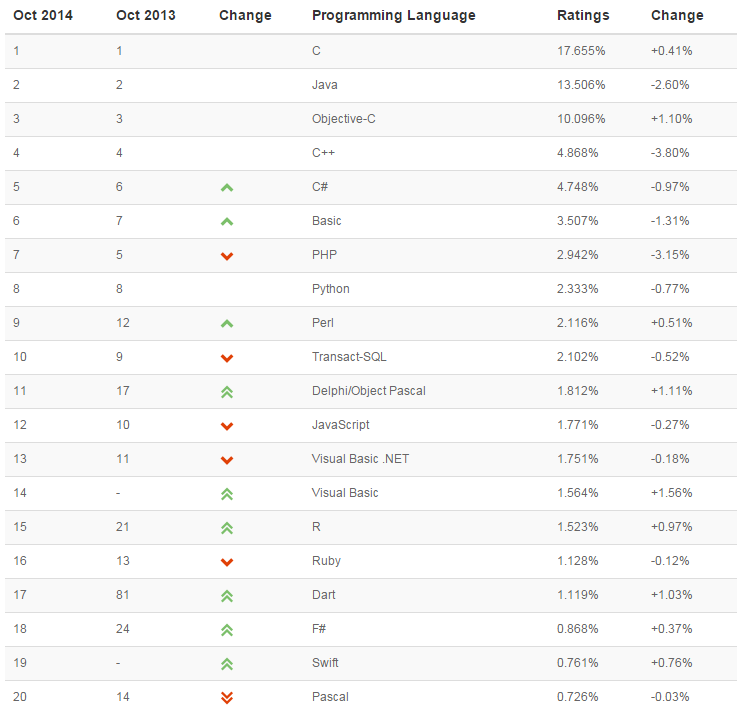 Oct 2014 Oct 2013 Change Programming Language Ratings Change
1 1 C 17.655% +0.41%
2 2 Java 13.506% -2.60%
3 3 Objective-C 10.096% +1.10%
4 4 C++ 4.868% -3.80%
5 6 C# 4.748% -0.97%
6 7 Basic 3.507% -1.31%
7 5 PHP 2.942% -3.15%
8 8 Python 2.333% -0.77%
9 12 Perl 2.116% +0.51%
10 9 Transact-SQL 2.102% -0.52%
11 17 Delphi/Object Pascal 1.812% +1.11%
12 10 JavaScript 1.771% -0.27%
13 11 Visual Basic .NET 1.751% -0.18%
14 - Visual Basic 1.564% +1.56%
15 21 R 1.523% +0.97%
16 13 Ruby 1.128% -0.12%
17 81 Dart 1.119% +1.03%
18 24 F# 0.868% +0.37%
19 - Swift 0.761% +0.76%
20 14 Pascal 0.726% -0.03%